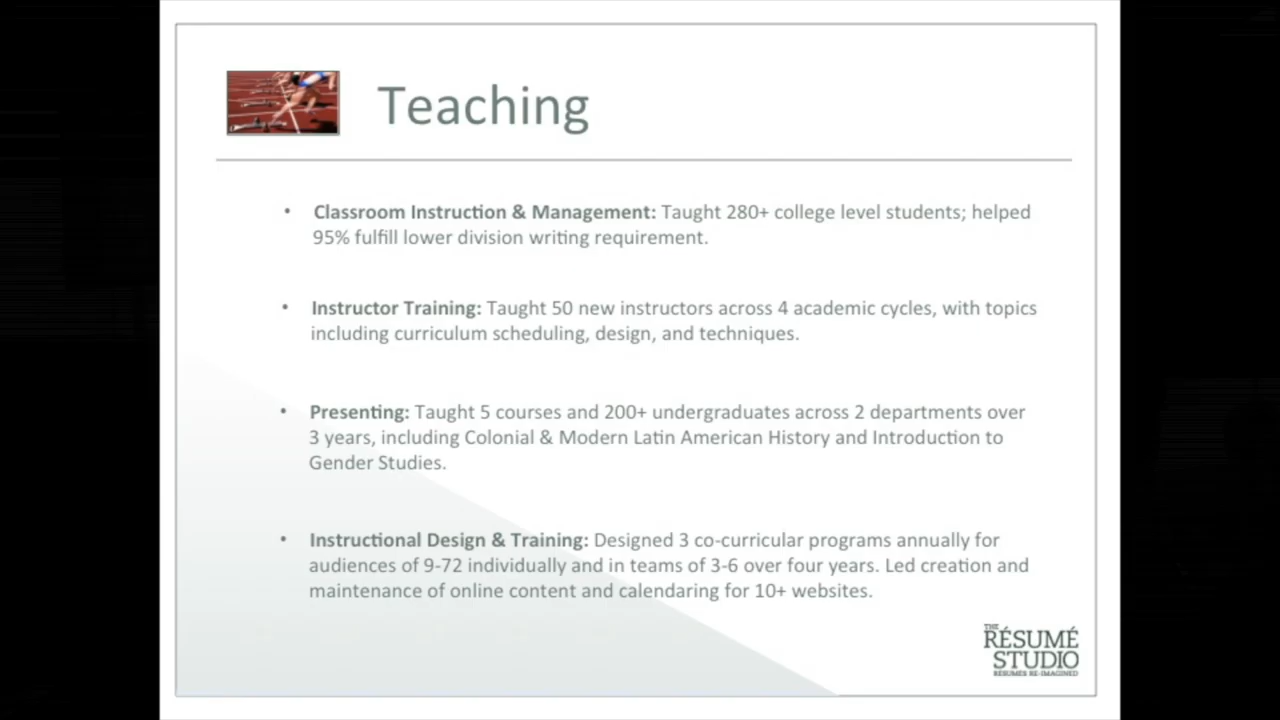 Teaching
• Classroom Instruction & Management: Taught 280+ college level students; helped
95% fulfill lower division writing requirement.
• Instructor Training: Taught 50 new instructors across 4 academic cycles, with topics
including curriculum scheduling, design, and techniques.
• Presenting: Taught 5 courses and 200+ undergraduates across 2 departments over
3 years, including Colonial & Modern Latin American History and Introduction to
Gender Studies.
• Instructional Design & Training: Designed 3 co-curricular programs annually for
audiences of 9-72 individually and in teams of 3-6 over four years. Led creation and
maintenance of online content and calendaring for 10+ websites.
THE
RÉSUMÉ
STUDIO
RÉSUMÉS RE-IMAGINED